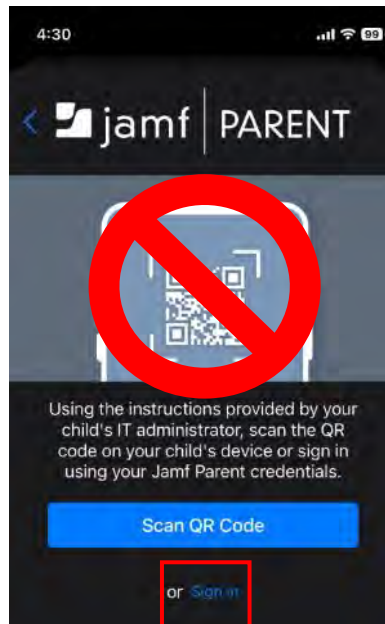 4:30
99
jamf | PARENT
Using the instructions provided by your
child's IT administrator, scan the QR
code on your child's device or sign in
using your Jamf Parent credentials.
Scan QR Code
or Sign in